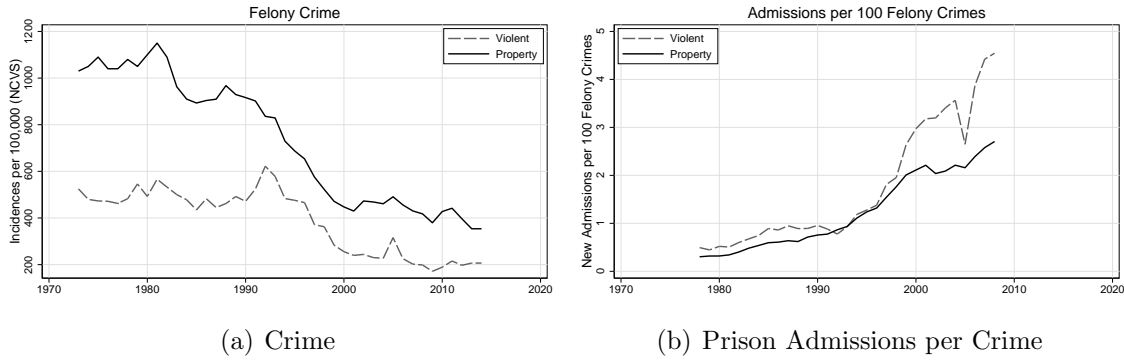 Felony Crime
Incidences per 100,000 (NCVS)
1200
1000
800
600
400
200
Violent
Property
1970 1980 1990 2000 2010 2020
(a) Crime
Admissions per 100 Felony Crimes
New Admissions per 100 Felony Crimes
5
4
3
2
1
0
Violent
Property
1970 1980 1990 2000 2010 2020
(b) Prison Admissions per Crime